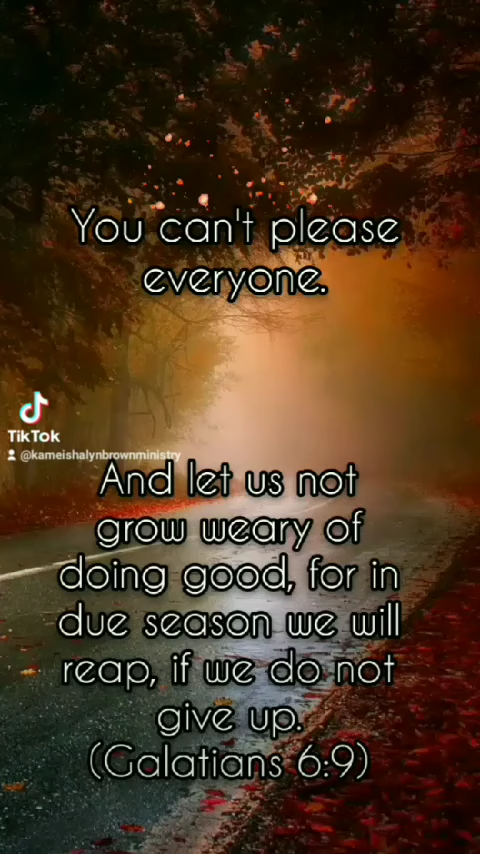 You can't please
everyone.
TikTok
@kameishalynbrownministry
And let us not
grow weary of
doing good, for in
due season we will
reap, if we do not
give up.
(Galatians 6:9)